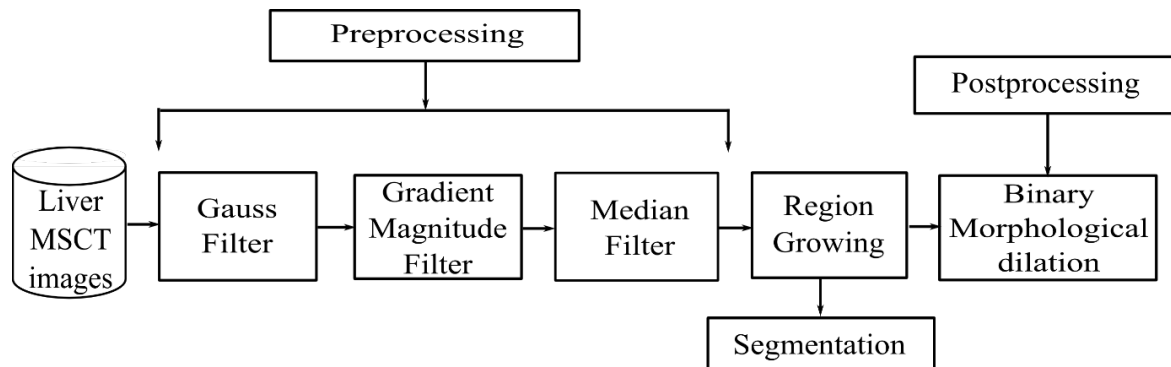 Preprocessing
Postprocessing
Liver
MSCT
images
Gauss
Filter
Gradient
Magnitude
Filter
Median
Filter
Region
Growing
Binary
Morphological
dilation
Segmentation